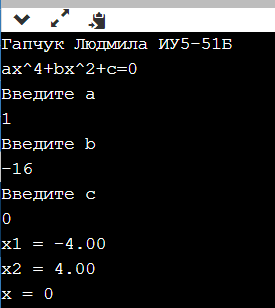 Гапчук Людмила ИУ5-51Б
ax^4+bx^2+c=0
Введите a
1
Введите b
-16
Введите c
0
x1 = -4.00
x2 = 4.00
x = 0